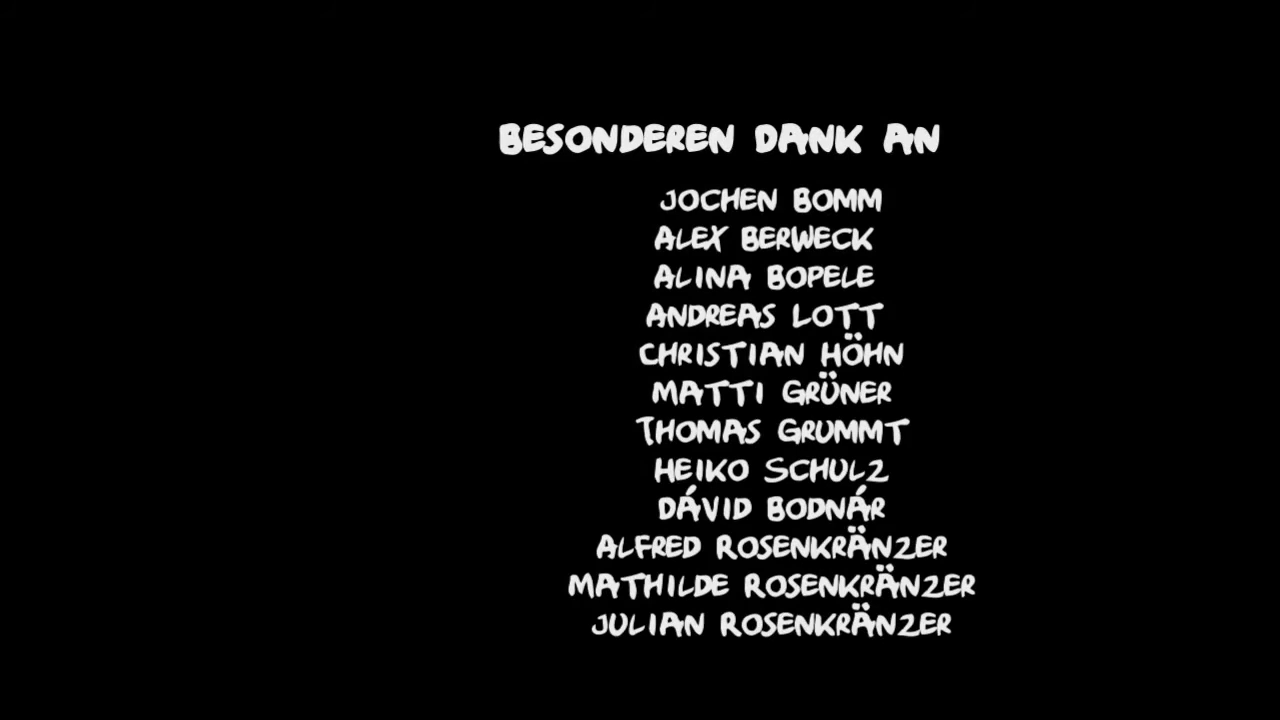 BESONDEREN DANK AN
JOCHEN BOMM
ALEX BERWECK
ALINA BOPELE
ANDREAS LOTT
CHRISTIAN HÖHN
MATTI GRÜNER
THOMAS GRUMMT
HEIKO SCHULZ
DÁVID BODNÁR
ALFRED ROSENKRÄNZER
MATHILDE ROSENKRÄNZER
JULIAN ROSENKRÄNZER